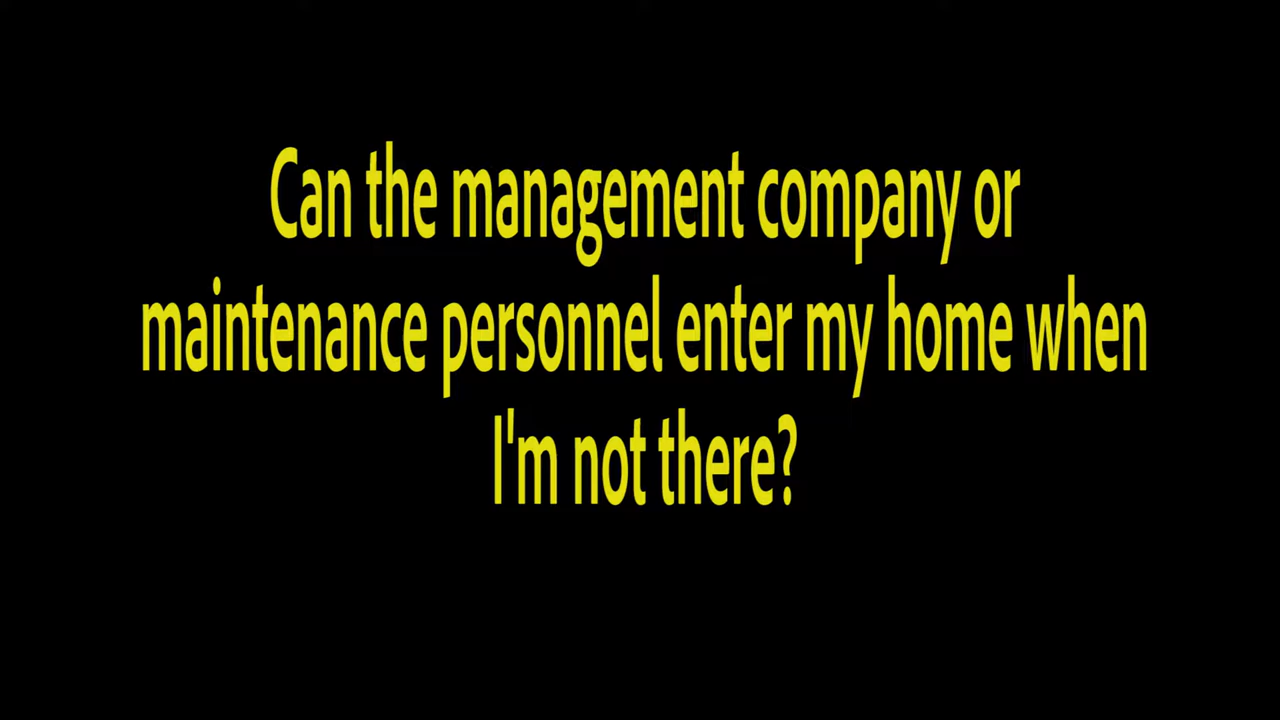 Can the management company or
maintenance personnel enter my home when
I'm not there?